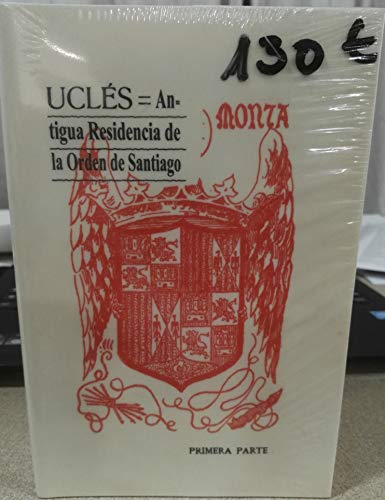 130 €
UCLÉS = An-
tigua Residencia de
la Orden de Santiago
) MONTA
PRIMERA PARTE